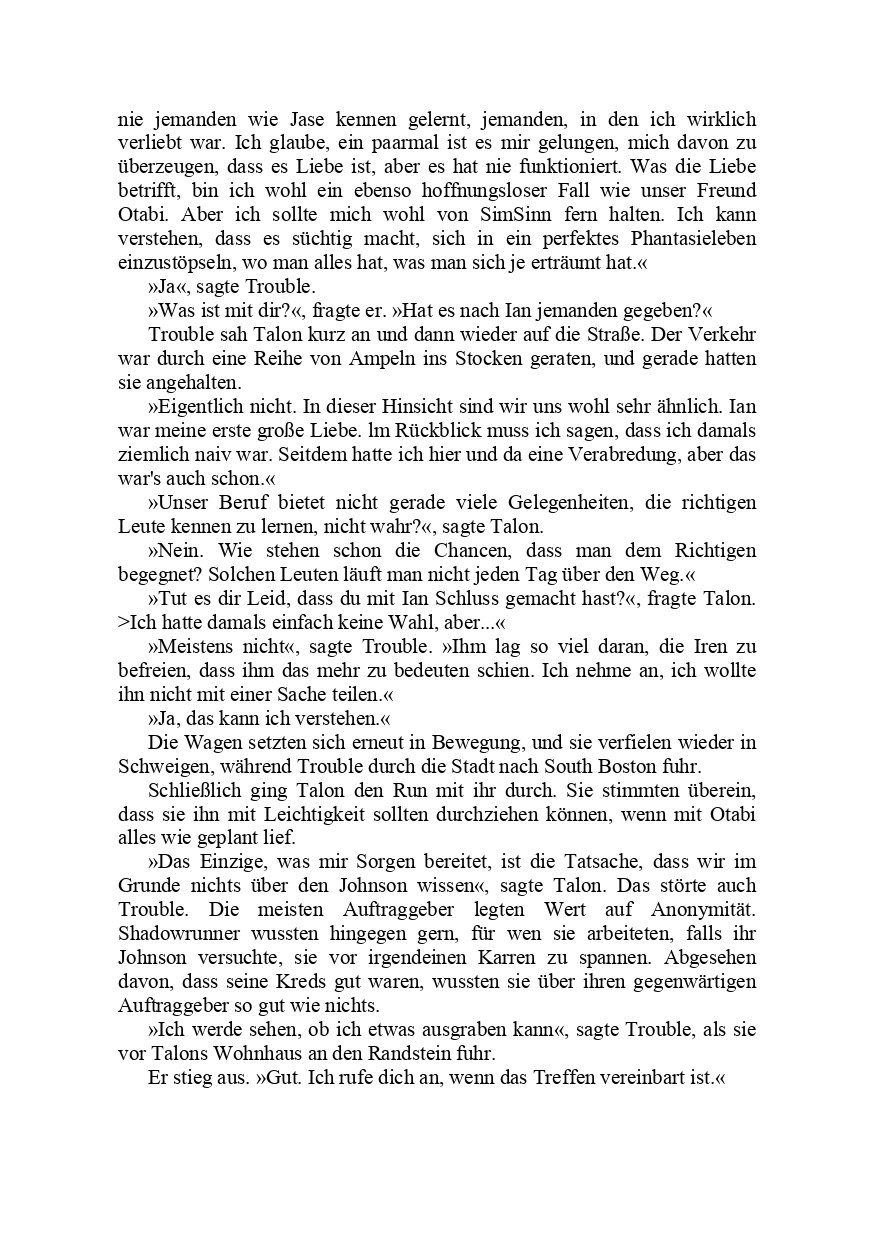 nie jemanden wie Jase kennen gelernt, jemanden, in den ich wirklich
verliebt war. Ich glaube, ein paarmal ist es mir gelungen, mich davon zu
überzeugen, dass es Liebe ist, aber es hat nie funktioniert. Was die Liebe
betrifft, bin ich wohl ein ebenso hoffnungsloser Fall wie unser Freund
Otabi. Aber ich sollte mich wohl von SimSinn fern halten. Ich kann
verstehen, dass es süchtig macht, sich in ein perfektes Phantasieleben
einzustöpseln, wo man alles hat, was man sich je erträumt hat.«
»Ja«, sagte Trouble.
»Was ist mit dir?«, fragte er. »Hat es nach Ian jemanden gegeben?«
Trouble sah Talon kurz an und dann wieder auf die Straße. Der Verkehr
war durch eine Reihe von Ampeln ins Stocken geraten, und gerade hatten
sie angehalten.
»Eigentlich nicht. In dieser Hinsicht sind wir uns wohl sehr ähnlich. Ian
war meine erste große Liebe. lm Rückblick muss ich sagen, dass ich damals
ziemlich naiv war. Seitdem hatte ich hier und da eine Verabredung, aber das
war's auch schon.«
»Unser Beruf bietet nicht gerade viele Gelegenheiten, die richtigen
Leute kennen zu lernen, nicht wahr?«, sagte Talon.
»Nein. Wie stehen schon die Chancen, dass man dem Richtigen
begegnet? Solchen Leuten läuft man nicht jeden Tag über den Weg.«
»Tut es dir Leid, dass du mit Ian Schluss gemacht hast?«, fragte Talon.
>Ich hatte damals einfach keine Wahl, aber...«
»Meistens nicht«, sagte Trouble. »Ihm lag so viel daran, die Iren zu
befreien, dass ihm das mehr zu bedeuten schien. Ich nehme an, ich wollte
ihn nicht mit einer Sache teilen.«
»Ja, das kann ich verstehen.«
Die Wagen setzten sich erneut in Bewegung, und sie verfielen wieder in
Schweigen, während Trouble durch die Stadt nach South Boston fuhr.
Schließlich ging Talon den Run mit ihr durch. Sie stimmten überein,
dass sie ihn mit Leichtigkeit sollten durchziehen können, wenn mit Otabi
alles wie geplant lief.
»Das Einzige, was mir Sorgen bereitet, ist die Tatsache, dass wir im
Grunde nichts über den Johnson wissen«, sagte Talon. Das störte auch
Trouble. Die meisten Auftraggeber legten Wert auf Anonymität.
Shadowrunner wussten hingegen gern, für wen sie arbeiteten, falls ihr
Johnson versuchte, sie vor irgendeinen Karren zu spannen. Abgesehen
davon, dass seine Kreds gut waren, wussten sie über ihren gegenwärtigen
Auftraggeber so gut wie nichts.
»Ich werde sehen, ob ich etwas ausgraben kann«, sagte Trouble, als sie
vor Talons Wohnhaus an den Randstein fuhr.
Er stieg aus. »Gut. Ich rufe dich an, wenn das Treffen vereinbart ist.«